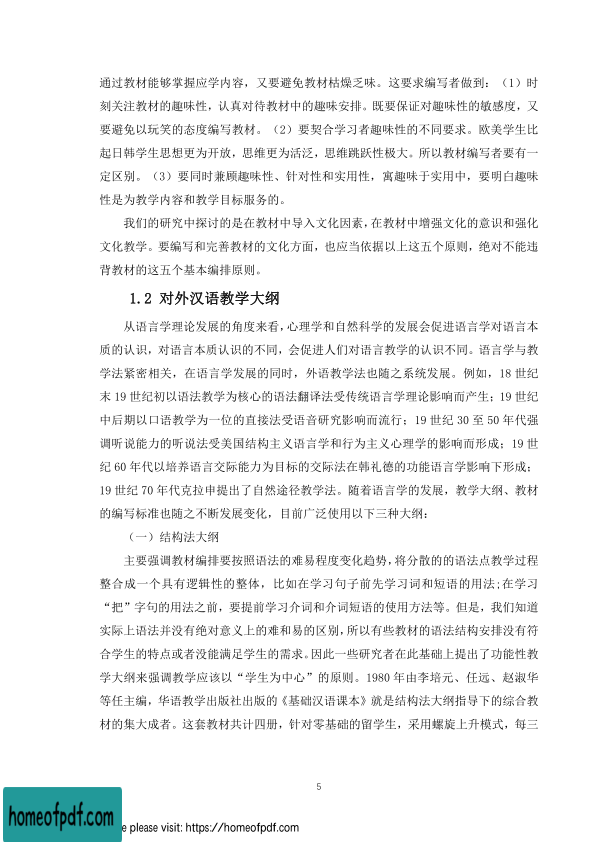 通过教材能够掌握应学内容，又要避免教材枯燥乏味。这要求编写者做到：（1）时
刻关注教材的趣味性，认真对待教材中的趣味安排。既要保证对趣味性的敏感度，又
要避免以玩笑的态度编写教材。（2）要契合学习者趣味性的不同要求。欧美学生比
起日韩学生思想更为开放，思维更为活泛，思维跳跃性极大。所以教材编写者要有一
定区别。（3）要同时兼顾趣味性、针对性和实用性，寓趣味于实用中，要明白趣味
性是为教学内容和教学目标服务的。
我们的研究中探讨的是在教材中导入文化因素，在教材中增强文化的意识和强化
文化教学。要编写和完善教材的文化方面，也应当依据以上这五个原则，绝对不能违
背教材的这五个基本编排原则。
1.2 对外汉语教学大纲
从语言学理论发展的角度来看，心理学和自然科学的发展会促进语言学对语言本
质的认识，对语言本质认识的不同，会促进人们对语言教学的认识不同。语言学与教
学法紧密相关，在语言学发展的同时，外语教学法也随之系统发展。例如，18 世纪
末 19 世纪初以语法教学为核心的语法翻译法受传统语言学理论影响而产生；19 世纪
中后期以口语教学为一位的直接法受语音研究影响而流行；19 世纪 30 至 50 年代强
调听说能力的听说法受美国结构主义语言学和行为主义心理学的影响而形成；19 世
纪 60 年代以培养语言交际能力为目标的交际法在韩礼德的功能语言学影响下形成；
19 世纪 70 年代克拉申提出了自然途径教学法。随着语言学的发展，教学大纲、教材
的编写标准也随之不断发展变化，目前广泛使用以下三种大纲：
（一）结构法大纲
主要强调教材编排要按照语法的难易程度变化趋势，将分散的的语法点教学过程
整合成一个具有逻辑性的整体，比如在学习句子前先学习词和短语的用法;在学习
“把”字句的用法之前，要提前学习介词和介词短语的使用方法等。但是，我们知道
实际上语法并没有绝对意义上的难和易的区别，所以有些教材的语法结构安排没有符
合学生的特点或者没能满足学生的需求。因此一些研究者在此基础上提出了功能性教
学大纲来强调教学应该以“学生为中心”的原则。1980 年由李培元、任远、赵淑华
等任主编，华语教学出版社出版的《基础汉语课本》就是结构法大纲指导下的综合教
材的集大成者。这套教材共计四册，针对零基础的留学生，采用螺旋上升模式，每三
5
homeofpdf.com
e please visit: https://homeofpdf.com